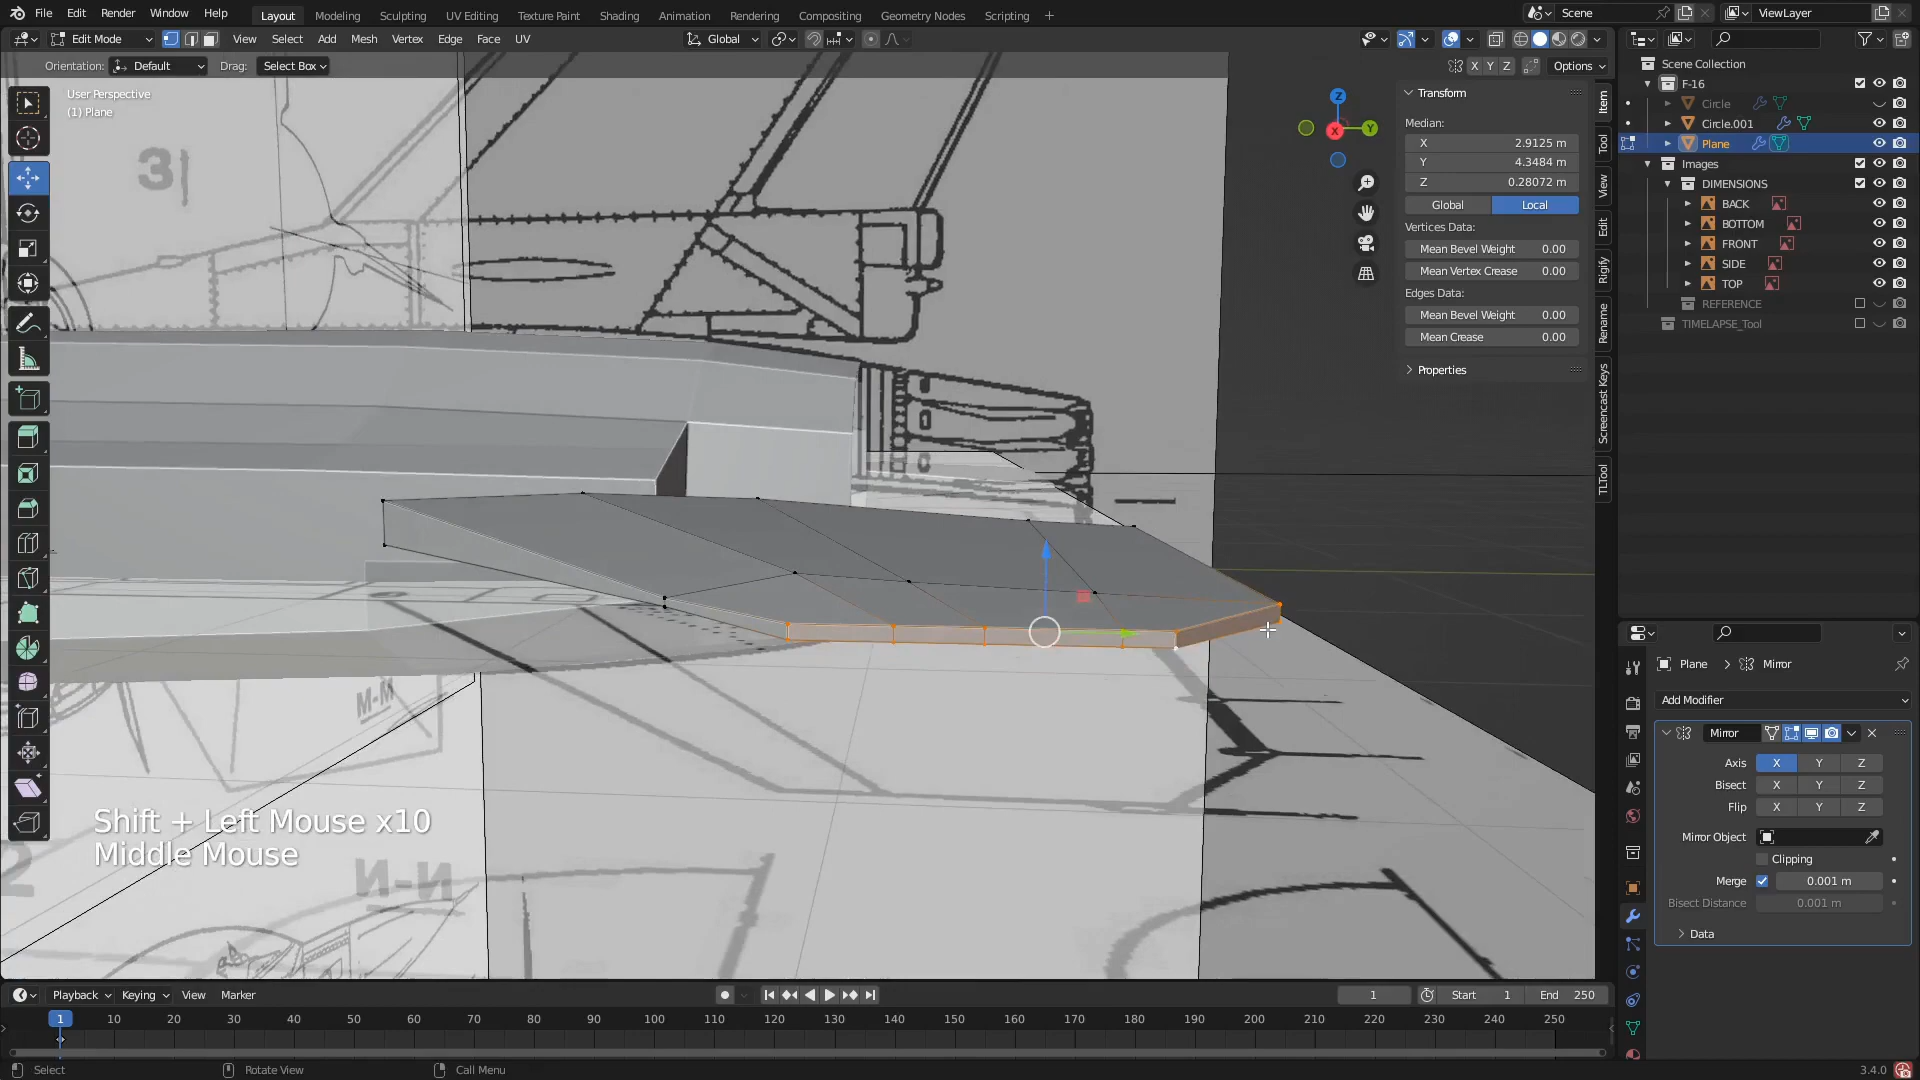 File Edit Render Window Help Layout Modeling Sculpting UV Editing Texture Paint Shading Animation Rendering Compositing Geometry Nodes Scripting + Scene ViewLayer
Edit Mode View Select Add Mesh Vertex Edge Face UV Global
Orientation: Default Drag: Select Box X Y Z Options
User Perspective
(1) Plane
Z
Y
X
Transform
Median:
X 2.9125 m
Y 4.3484 m
Z 0.28072 m
Global Local
Vertices Data:
Mean Bevel Weight 0.00
Mean Vertex Crease 0.00
Edges Data:
Mean Bevel Weight 0.00
Mean Crease 0.00
Properties
Item
Tool
View
Edit
Rigify
Rename
Screencast Keys
TLTool
Scene Collection
F-16
Circle
Circle.001
Plane
Images
DIMENSIONS
BACK
BOTTOM
FRONT
SIDE
TOP
REFERENCE
TIMELAPSE_Tool
Plane > Mirror
Add Modifier
Mirror
Axis X Y Z
Bisect X Y Z
Flip X Y Z
Mirror Object
Clipping
Merge 0.001 m
Bisect Distance 0.001 m
Data
M-M
Shift + Left Mouse x10
Middle Mouse
И-И
Playback Keying View Marker 1 Start 1 End 250
1 10 20 30 40 50 60 70 80 90 100 110 120 130 140 150 160 170 180 190 200 210 220 230 240 250
Select Rotate View Call Menu 3.4.0